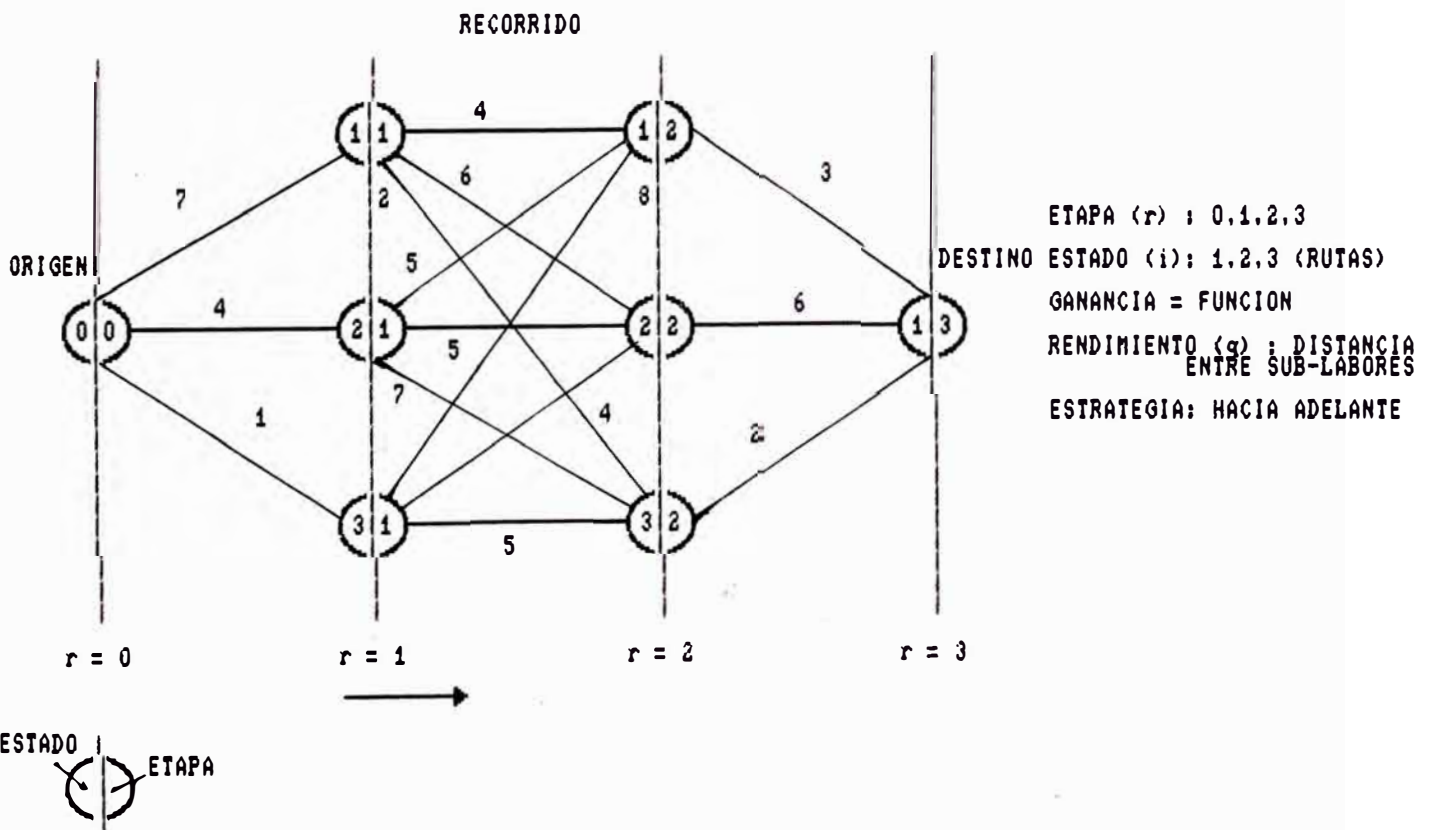 RECORRIDO
4
7
6
2
8
3
1 1
1 2
ORIGEN
5
4
0 0
2 1
5
2 2
6
1 3
DESTINO
7
4
1
2
3 1
5
3 2
r = 0
r = 1
r = 2
r = 3
ESTADO
ETAPA
ETAPA (r) : 0,1,2,3
ESTADO (i): 1,2,3 (RUTAS)
GANANCIA = FUNCION
RENDIMIENTO (q) : DISTANCIA
ENTRE SUB-LABORES
ESTRATEGIA: HACIA ADELANTE